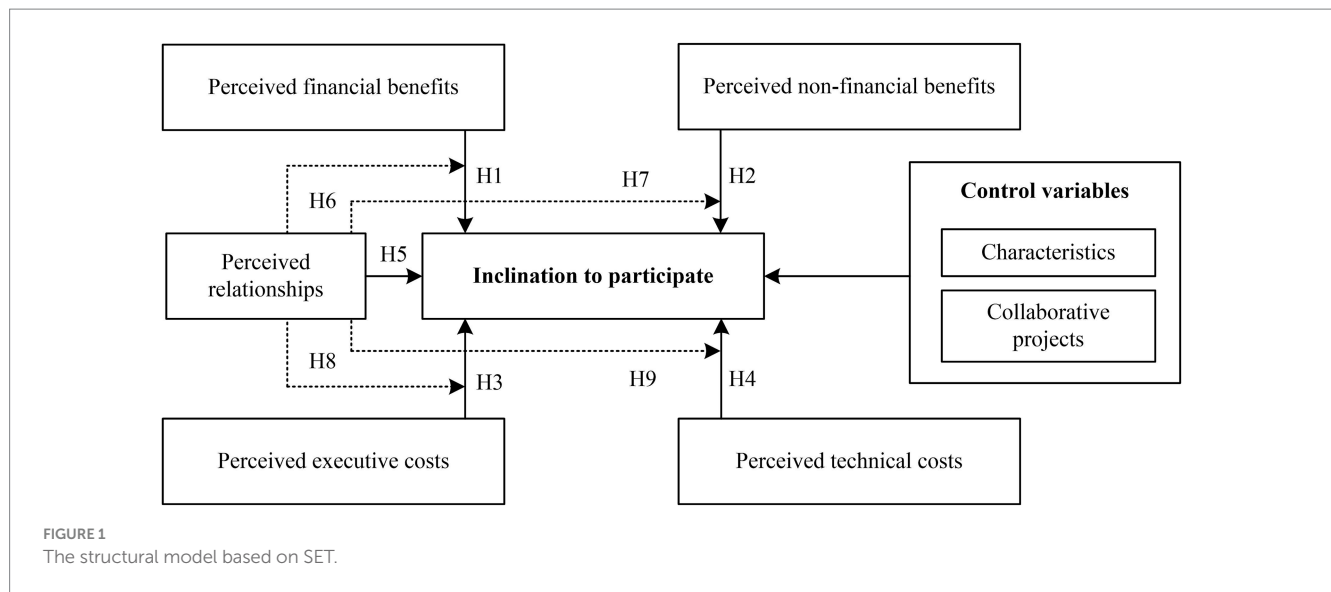 Perceived financial benefits
Perceived non-financial benefits
H1
H7
H2
H6
Control variables
Perceived
relationships
H5
Inclination to participate
Characteristics
Collaborative
projects
H8
H3
H9
H4
Perceived executive costs
Perceived technical costs
FIGURE 1
The structural model based on SET.